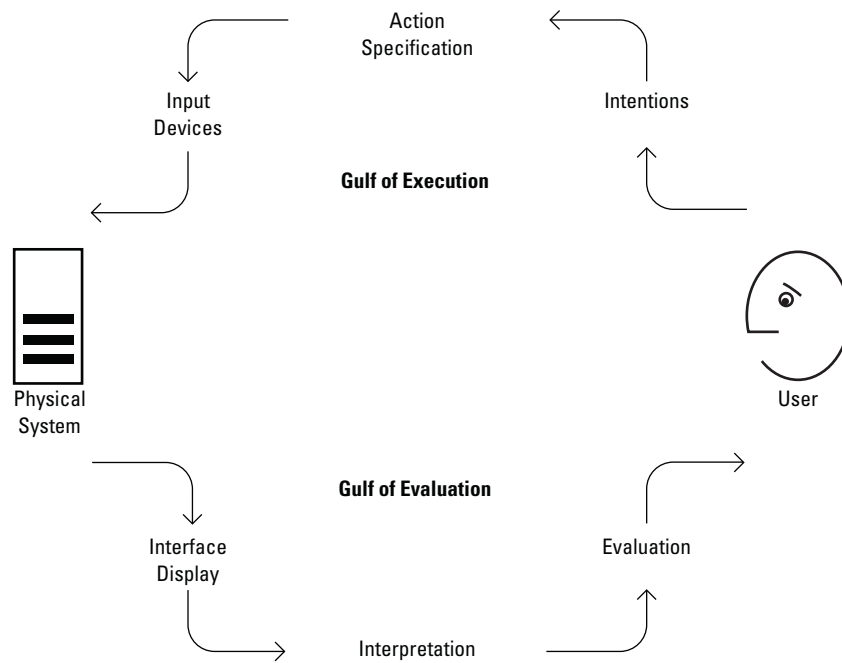 Action
Specification
Input
Devices
Intentions
Gulf of Execution
Physical
System
User
Gulf of Evaluation
Interface
Display
Evaluation
Interpretation